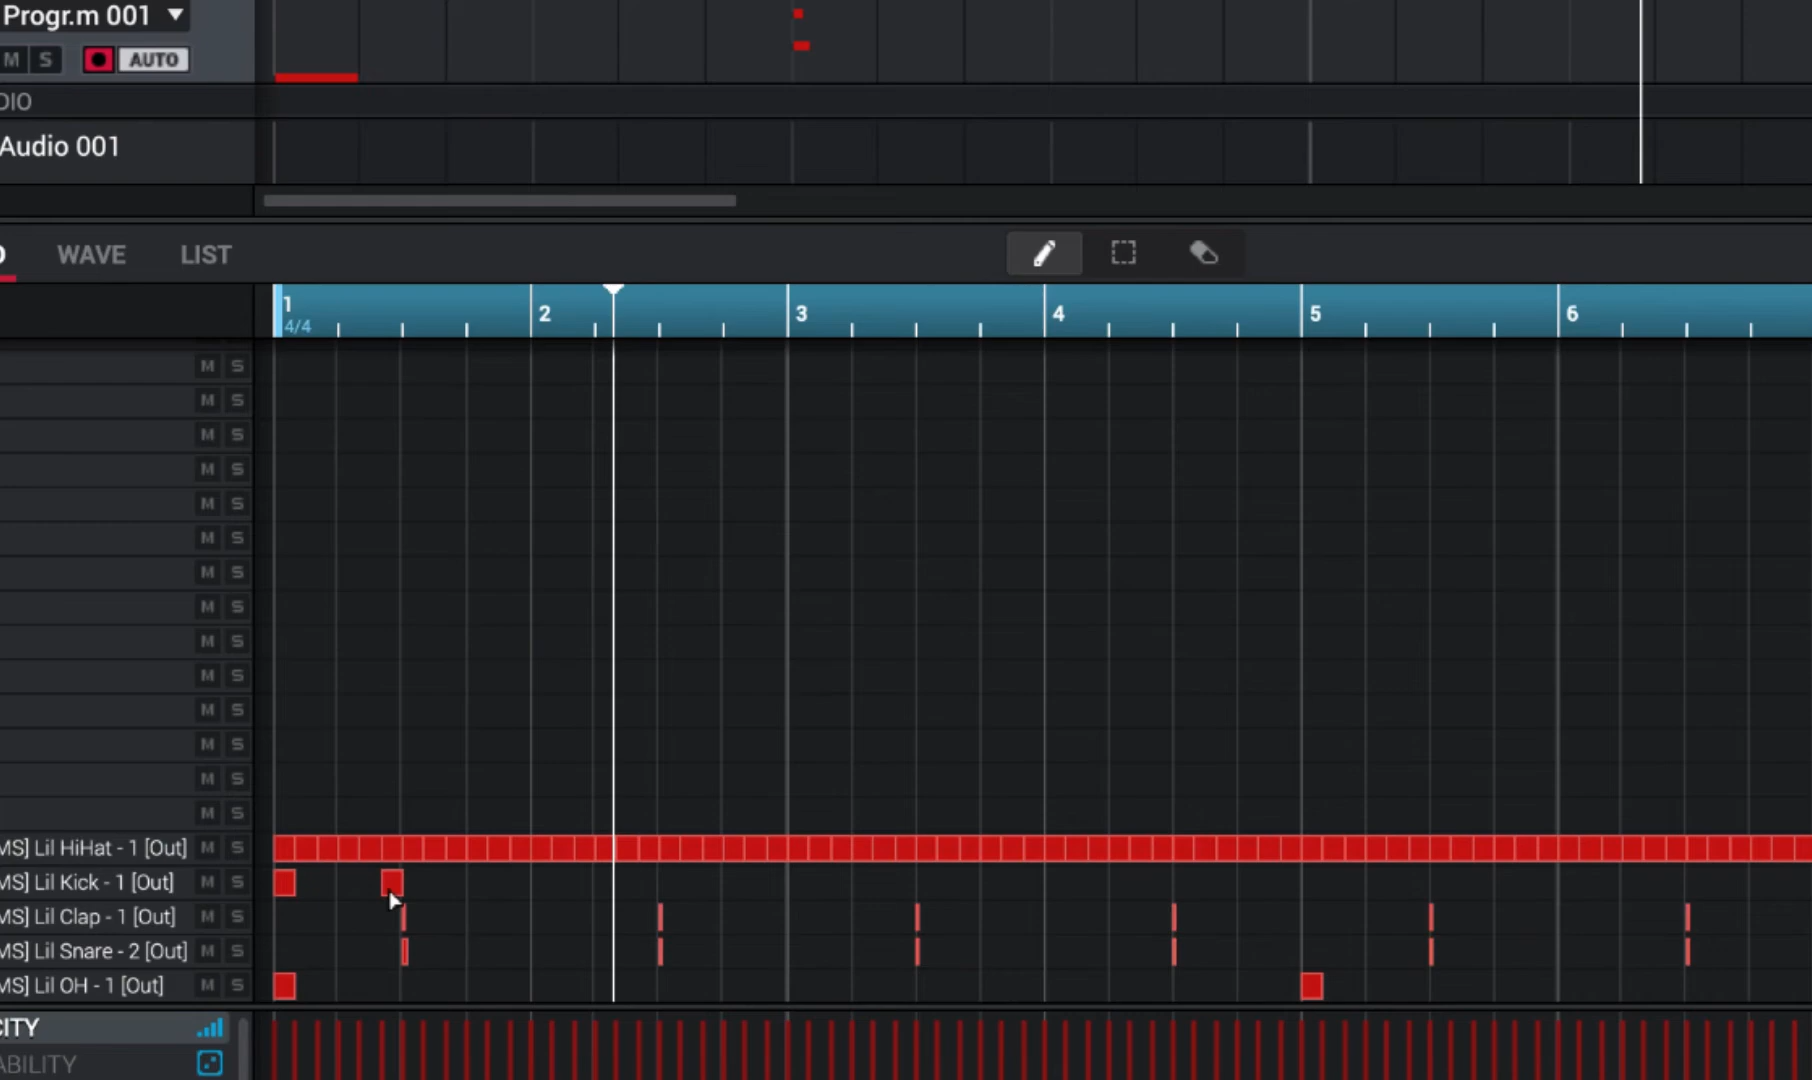 Progr.m 001
M S AUTO
DIO
Audio 001
WAVE LIST
1 2 3 4 5 6
4/4
M S
M S
M S
M S
M S
M S
M S
M S
M S
M S
M S
M S
M S
M S
MS] Lil HiHat - 1 [Out] M S
MS] Lil Kick - 1 [Out] M S
MS] Lil Clap - 1 [Out] M S
MS] Lil Snare - 2 [Out] M S
MS] Lil OH - 1 [Out] M S
CITY
ABILITY